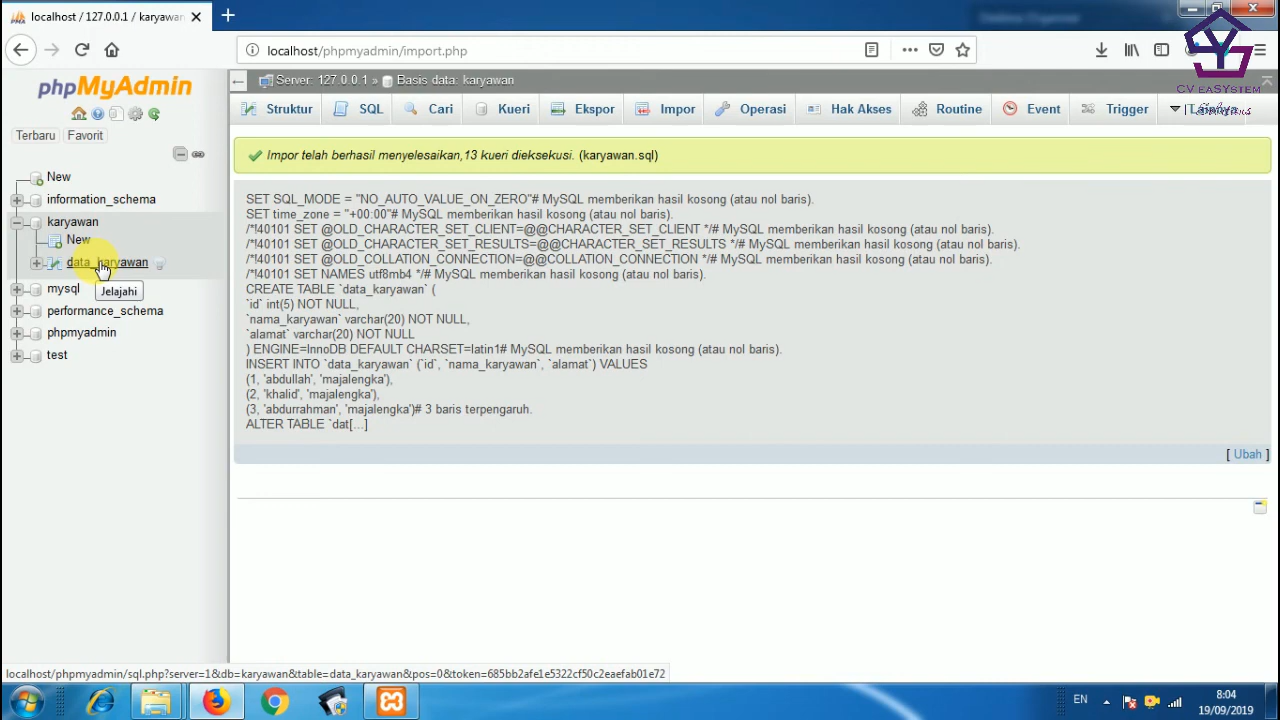 localhost / 127.0.0.1 / karyawan
localhost/phpmyadmin/import.php
CV EASYSTEM
phpMyAdmin
Terbaru
Favorit
New
information_schema
karyawan
New
data_karyawan
Jelajahi
mysql
performance_schema
phpmyadmin
test
Server: 127.0.0.1 » Basis data: karyawan
Struktur
SQL
Cari
Kueri
Ekspor
Impor
Operasi
Hak Akses
Routine
Event
Trigger
Impor telah berhasil menyelesaikan,13 kueri dieksekusi. (karyawan.sql)
SET SQL_MODE = "NO_AUTO_VALUE_ON_ZERO"# MySQL memberikan hasil kosong (atau nol baris).
SET time_zone = "+00:00"# MySQL memberikan hasil kosong (atau nol baris).
/*!40101 SET @OLD_CHARACTER_SET_CLIENT=@@CHARACTER_SET_CLIENT */# MySQL memberikan hasil kosong (atau nol baris).
/*!40101 SET @OLD_CHARACTER_SET_RESULTS=@@CHARACTER_SET_RESULTS */# MySQL memberikan hasil kosong (atau nol baris).
/*!40101 SET @OLD_COLLATION_CONNECTION=@@COLLATION_CONNECTION */# MySQL memberikan hasil kosong (atau nol baris).
/*!40101 SET NAMES utf8mb4 */# MySQL memberikan hasil kosong (atau nol baris).
CREATE TABLE `data_karyawan` (
`id` int(5) NOT NULL,
`nama_karyawan` varchar(20) NOT NULL,
`alamat` varchar(20) NOT NULL
) ENGINE=InnoDB DEFAULT CHARSET=latin1# MySQL memberikan hasil kosong (atau nol baris).
INSERT INTO `data_karyawan` (`id`, `nama_karyawan`, `alamat`) VALUES
(1, 'abdullah', 'majalengka'),
(2, 'khalid', 'majalengka'),
(3, 'abdurrahman', 'majalengka')# 3 baris terpengaruh.
ALTER TABLE `dat[...]
[ Ubah ]
localhost/phpmyadmin/sql.php?server=1&db=karyawan&table=data_karyawan&pos=0&token=685bb2afe1e5322cf50c2eaefab01e72
EN
8:04
19/09/2019